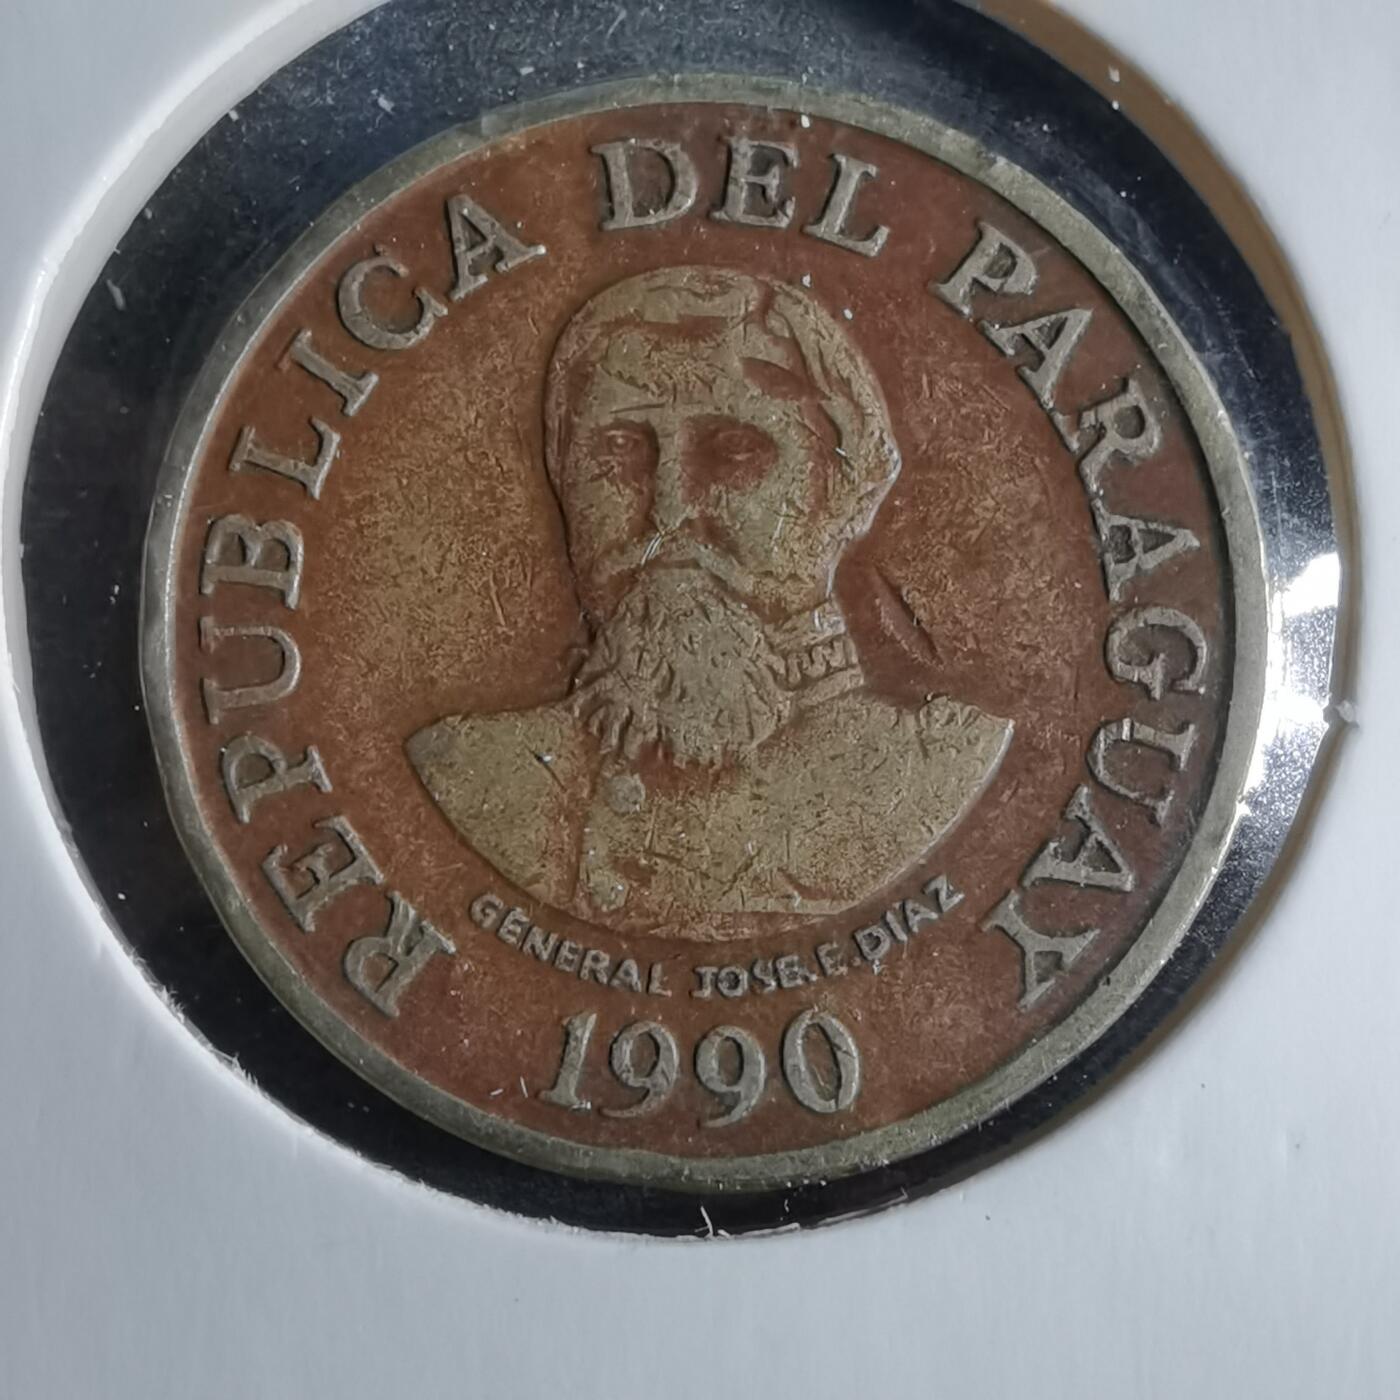 REPUBLICA DEL PARAGUAY
GENERAL JOSE.E.DIAZ
1990